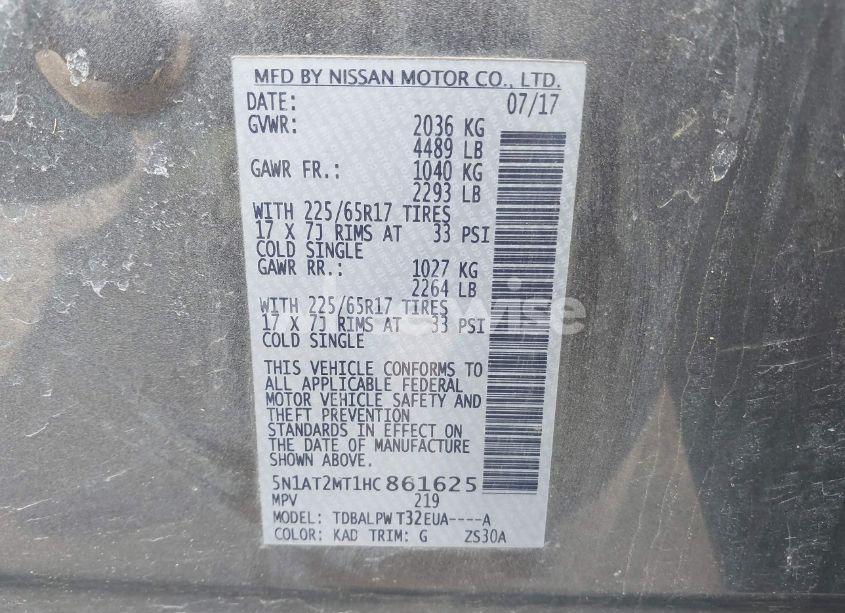 MFD BY NISSAN MOTOR CO., LTD.
DATE: 07/17
GVWR: 2036 KG
4489 LB
GAWR FR.: 1040 KG
2293 LB
WITH 225/65R17 TIRES
17 X 7J RIMS AT 33 PSI
COLD SINGLE
GAWR RR.: 1027 KG
2264 LB
WITH 225/65R17 TIRES
17 X 7J RIMS AT 33 PSI
COLD SINGLE
THIS VEHICLE CONFORMS TO
ALL APPLICABLE FEDERAL
MOTOR VEHICLE SAFETY AND
THEFT PREVENTION
STANDARDS IN EFFECT ON
THE DATE OF MANUFACTURE
SHOWN ABOVE.
5N1AT2MT1HC861625
MPV 219
MODEL: TDBALPW T32EUA----A
COLOR: KAD TRIM: G ZS30A